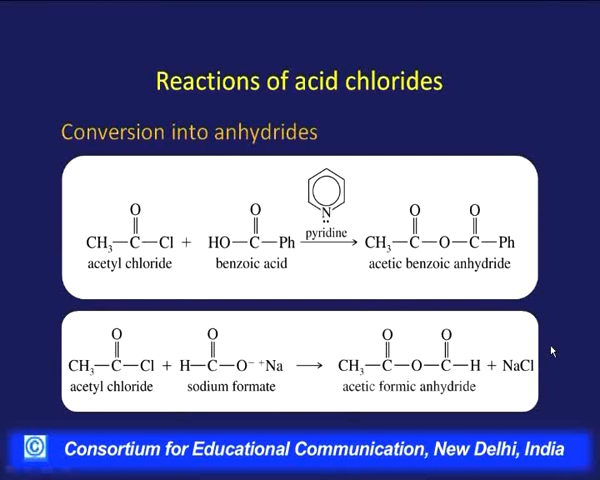 Reactions of acid chlorides
Conversion into anhydrides
O O O O
N
CH₃—C—Cl + HO—C—Ph pyridine CH₃—C—O—C—Ph
acetyl chloride benzoic acid acetic benzoic anhydride
O O O O
CH₃—C—Cl + H—C—O⁻ ⁺Na ⟶ CH₃—C—O—C—H + NaCl
acetyl chloride sodium formate acetic formic anhydride
© Consortium for Educational Communication, New Delhi, India